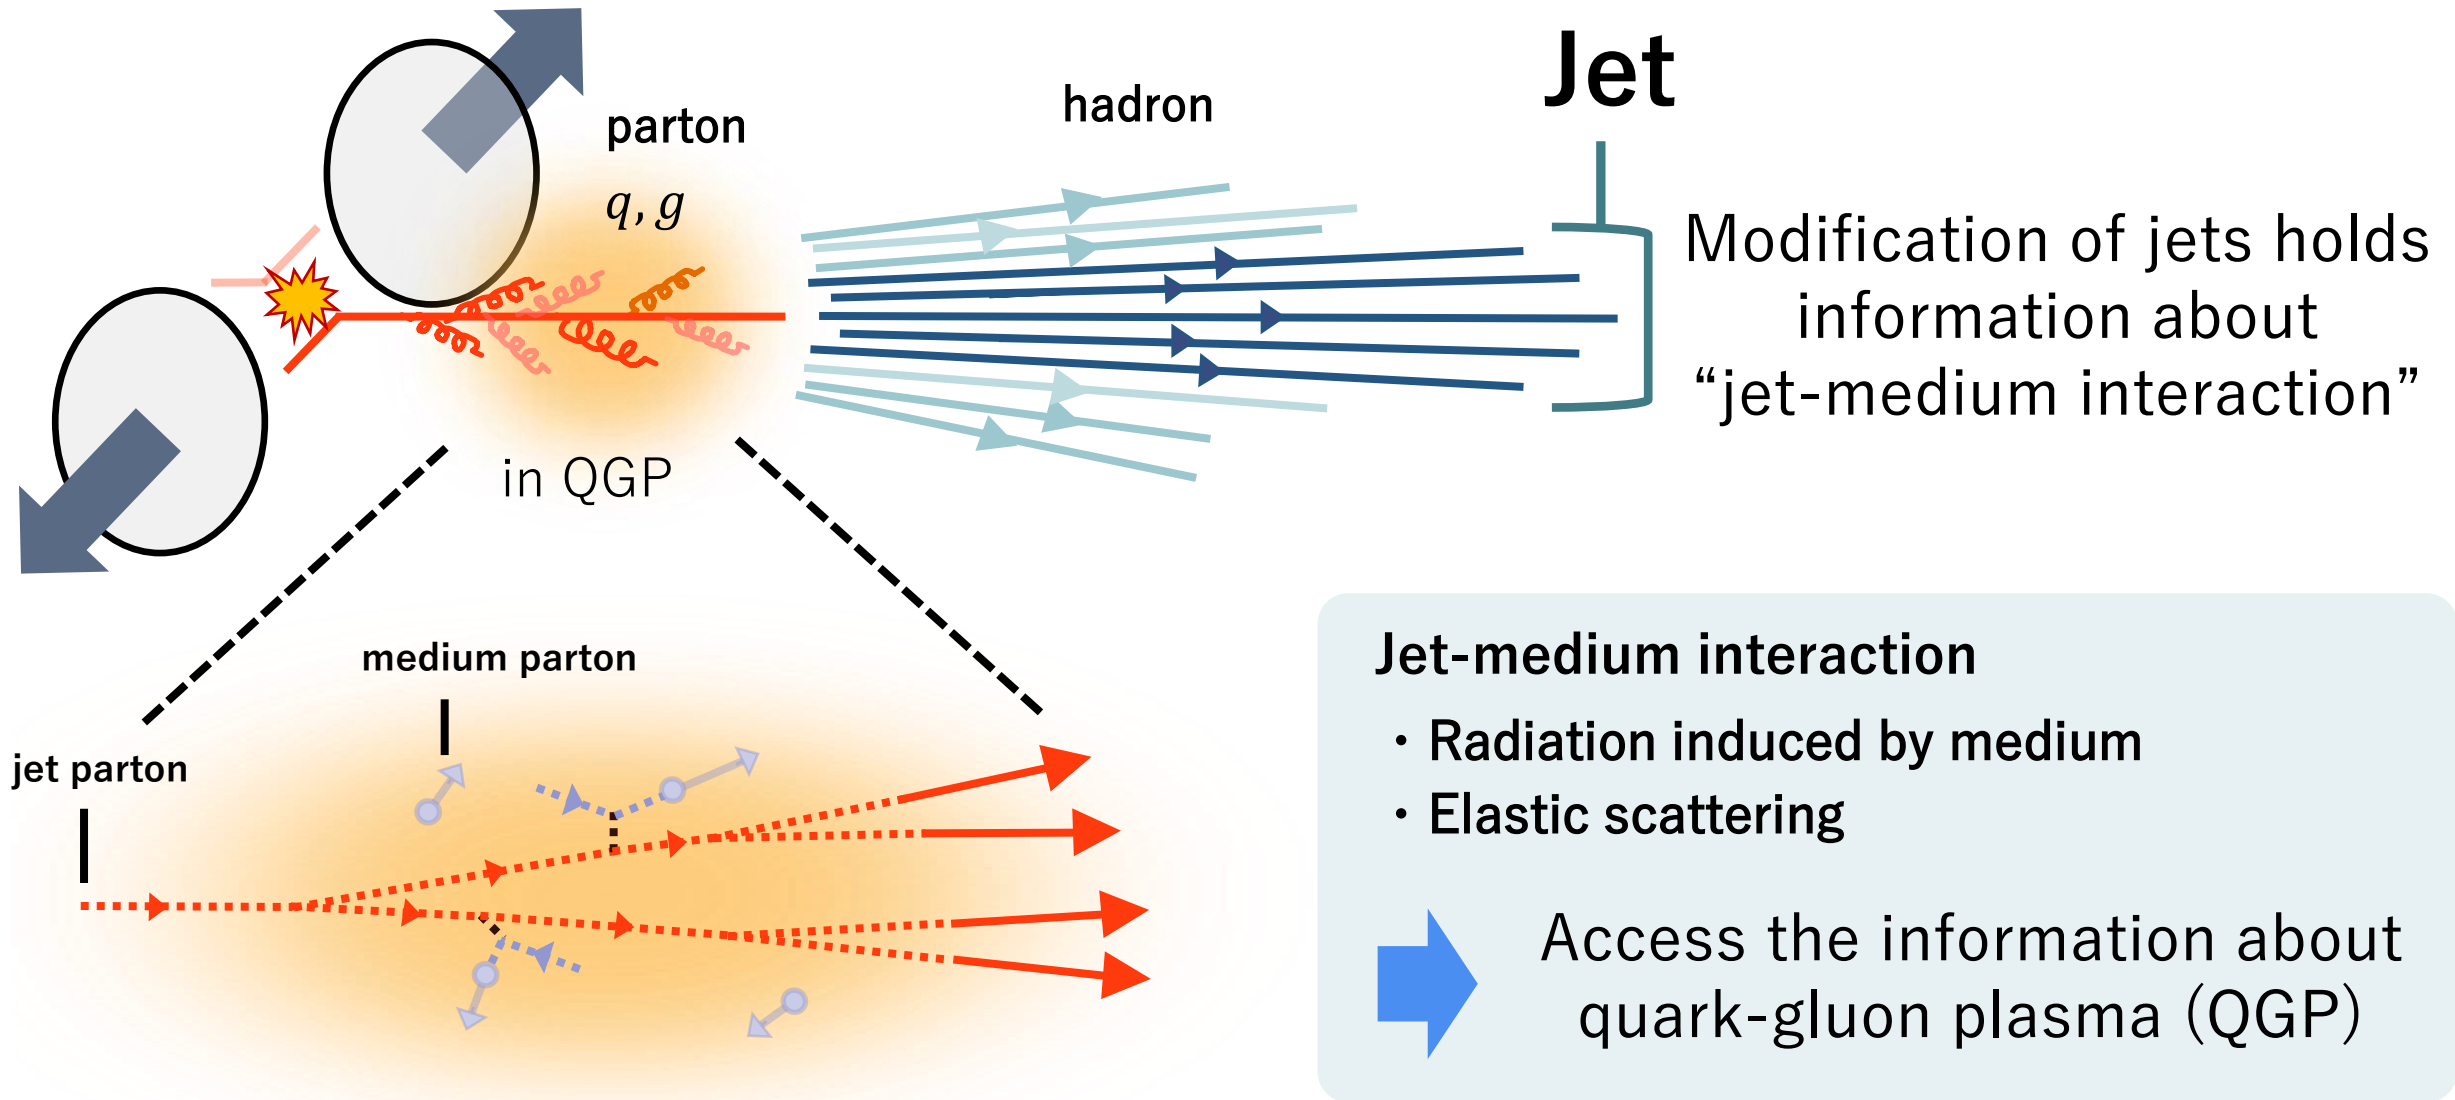 Jet
hadron
parton
q, g
Modification of jets holds
information about
“jet-medium interaction”
in QGP
medium parton
jet parton
Jet-medium interaction
・Radiation induced by medium
・Elastic scattering
Access the information about
quark-gluon plasma (QGP)